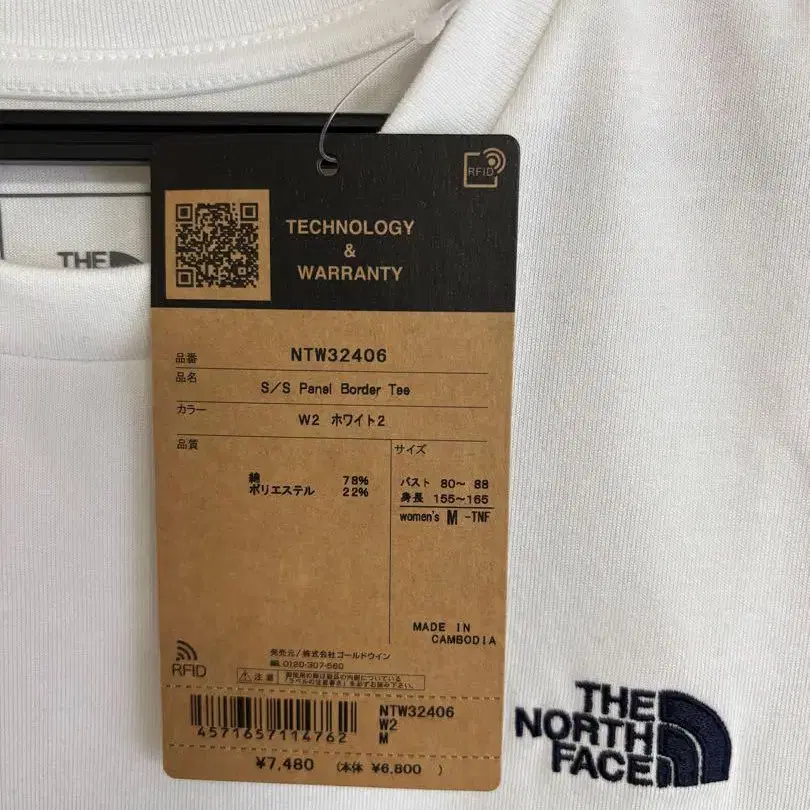 RFID
TECHNOLOGY
&
WARRANTY
THE
品番 NTW32406
品名 S/S Panel Border Tee
カラー W2 ホワイト2
品質
綿 78%
ポリエステル 22%
サイズ
バスト 80~ 88
身長 155~165
women's M -TNF
MADE IN
CAMBODIA
RFID
発売元/株式会社ゴールドウイン
0120-307-560
注意
4571657114762
NTW32406
W2
M
¥7,480 (本体 ¥6,800 )
THE
NORTH
FACE